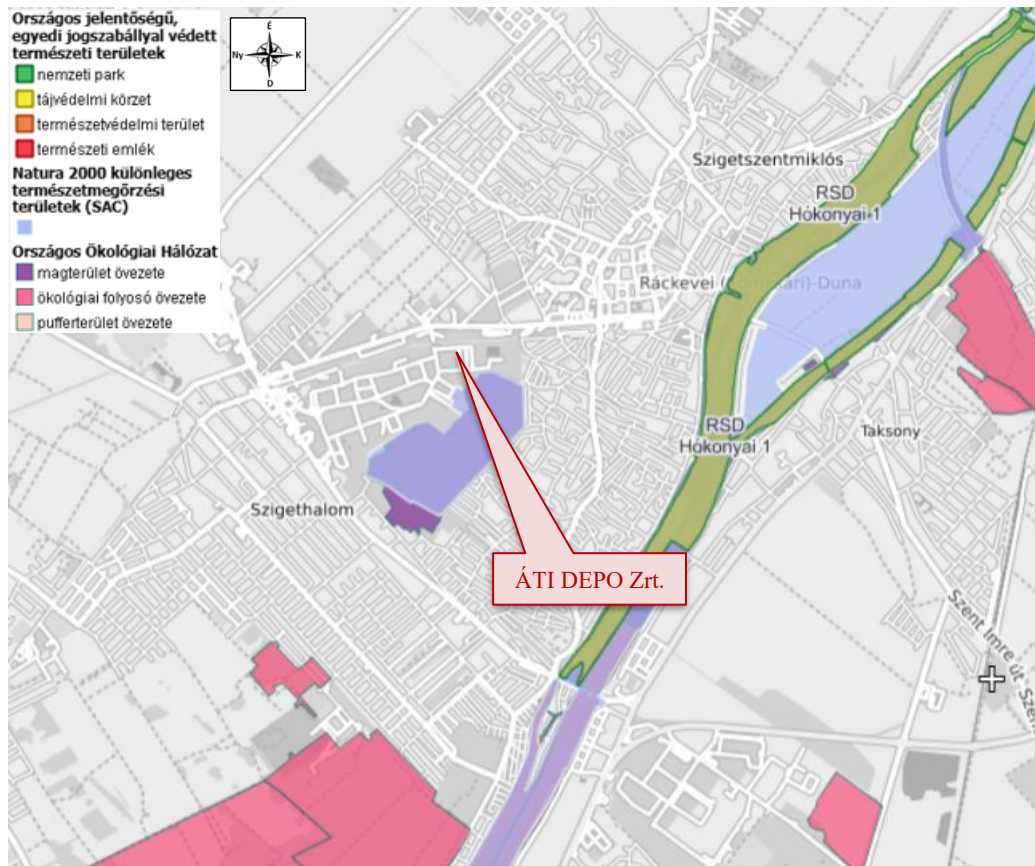 Országos jelentőségű,
egyedi jogszabállyal védett
természeti területek
nemzeti park
tájvédelmi körzet
természetvédelmi terület
természeti emlék
Natura 2000 különleges
természetmegőrzési
területek (SAC)
Országos Ökológiai Hálózat
magterület övezete
ökológiai folyosó övezete
pufferterület övezete
É
Ny K
D
Szigetszentmiklós
RSD
Hokonyai 1
Ráckevei (Soroksári)-Duna
RSD
Hokonyai 1
Taksony
Szigethalom
ÁTI DEPO Zrt.
Szent Imre út